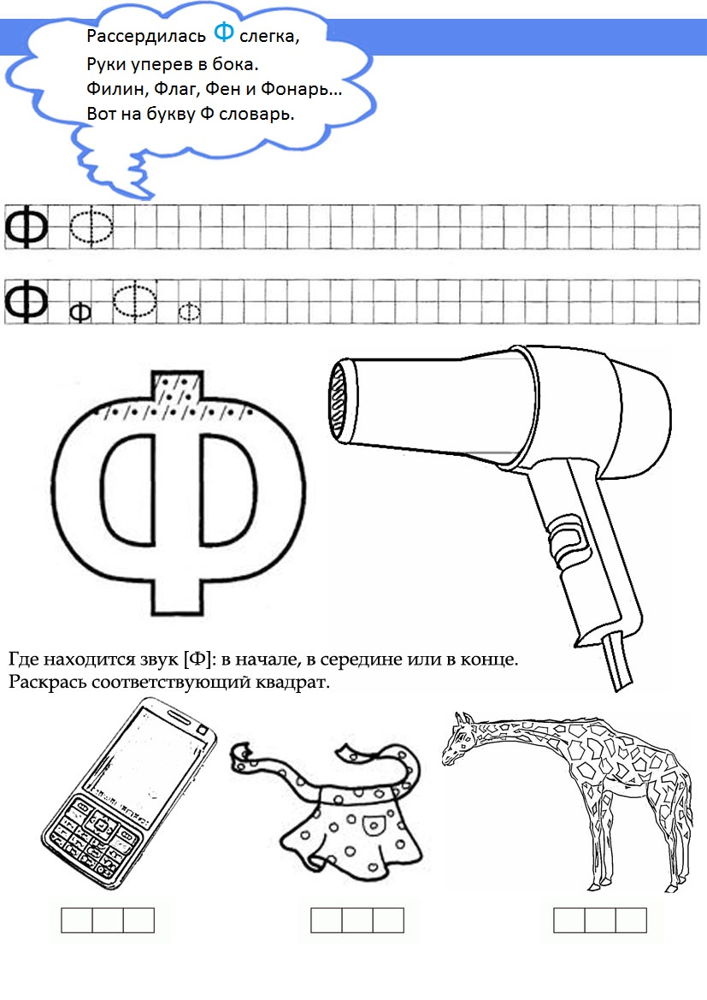 Рассердилась Ф слегка,
Руки уперев в бока.
Филин, Флаг, Фен и Фонарь...
Вот на букву Ф словарь.
Ф Ф
Ф ф Ф ф
Ф
Где находится звук [Ф]: в начале, в середине или в конце.
Раскрась соответствующий квадрат.